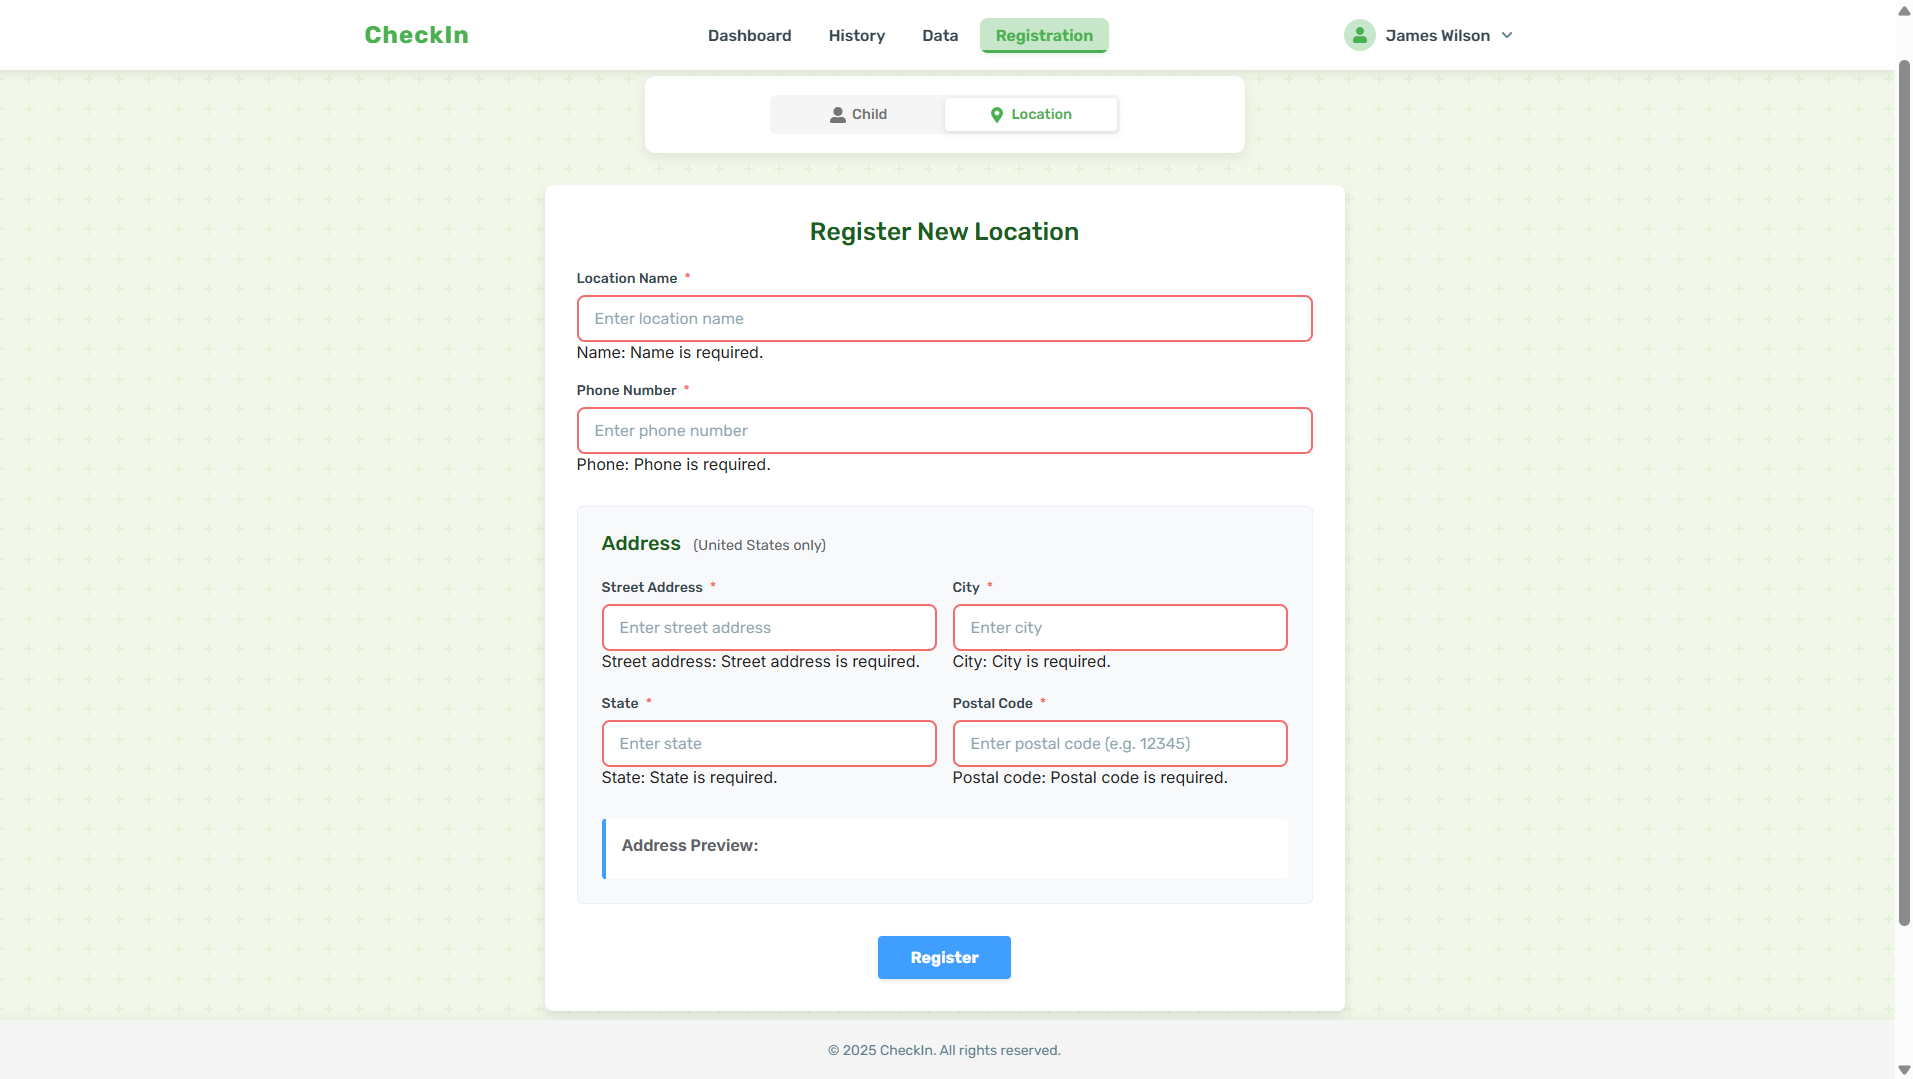 CheckIn
Dashboard
History
Data
Registration
James Wilson
Child
Location
Register New Location
Location Name *
Enter location name
Name: Name is required.
Phone Number *
Enter phone number
Phone: Phone is required.
Address (United States only)
Street Address *
City *
Enter street address
Enter city
Street address: Street address is required.
City: City is required.
State *
Postal Code *
Enter state
Enter postal code (e.g. 12345)
State: State is required.
Postal code: Postal code is required.
Address Preview:
Register
© 2025 CheckIn. All rights reserved.